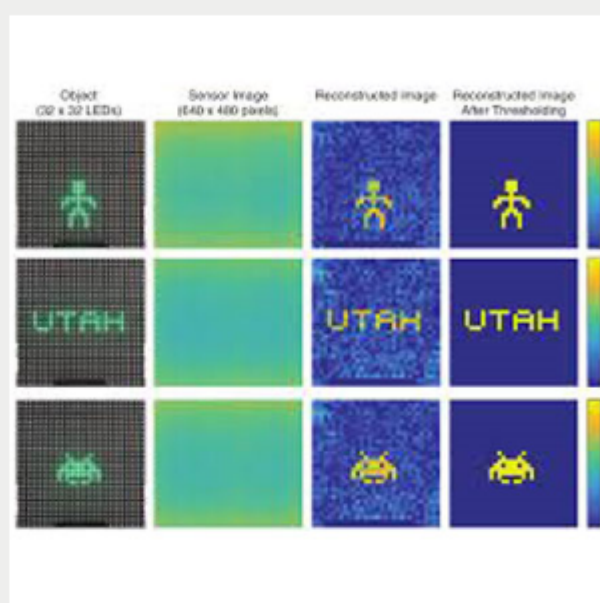 Object
(32 x 32 LEDs)
Sensor Image
(640 x 480 pixels)
Reconstructed Image
Reconstructed Image
After Thresholding
UTAH
UTAH
UTAH